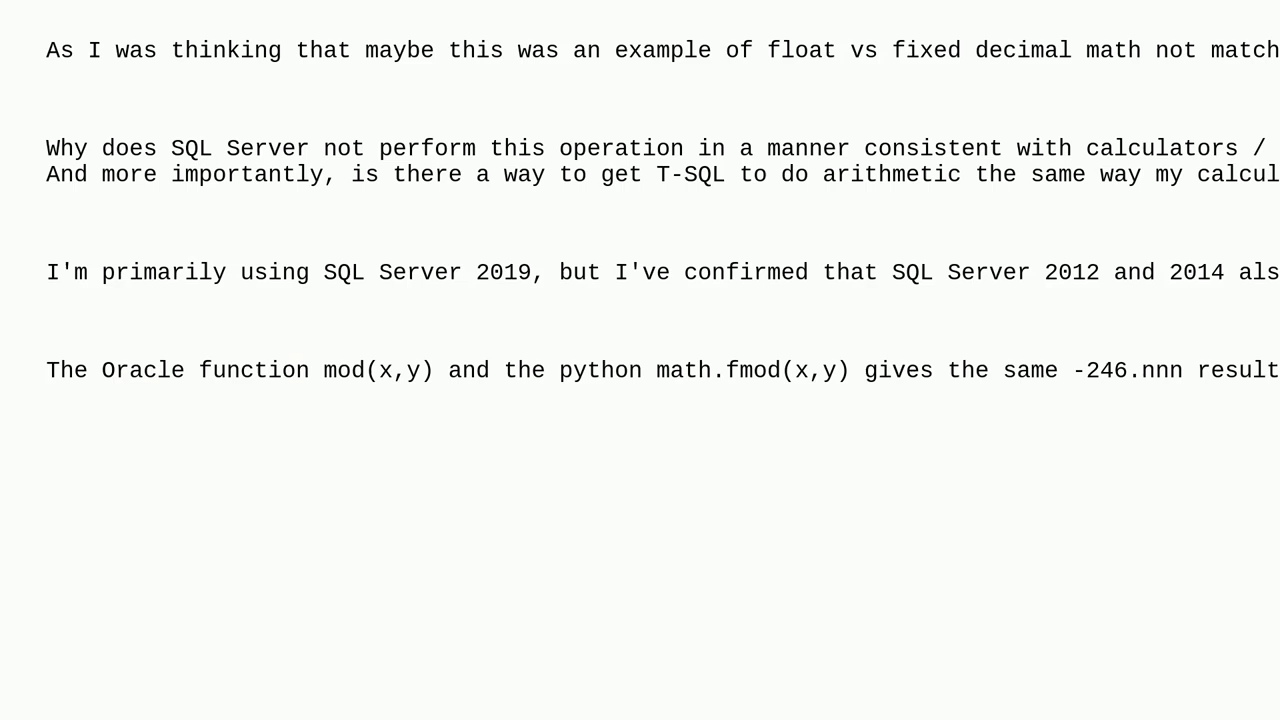 As I was thinking that maybe this was an example of float vs fixed decimal math not match
Why does SQL Server not perform this operation in a manner consistent with calculators /
And more importantly, is there a way to get T-SQL to do arithmetic the same way my calcul
I'm primarily using SQL Server 2019, but I've confirmed that SQL Server 2012 and 2014 als
The Oracle function mod(x,y) and the python math.fmod(x,y) gives the same -246.nnn result